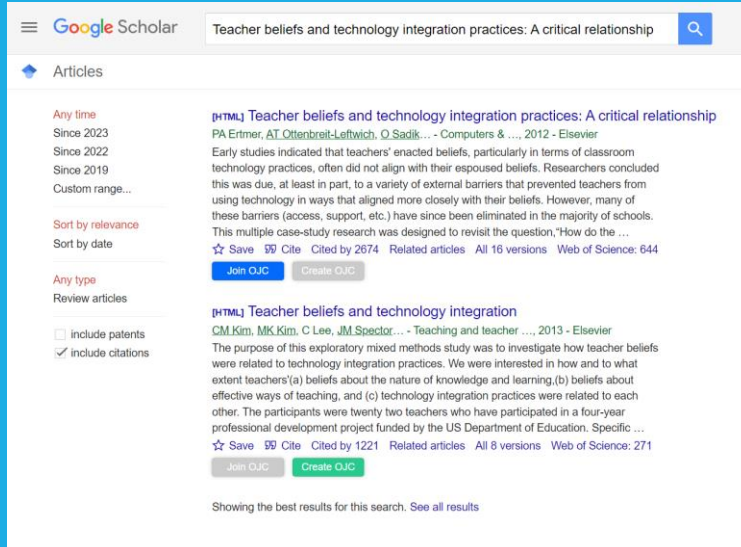 Google Scholar
Teacher beliefs and technology integration practices: A critical relationship
Articles
Any time
Since 2023
Since 2022
Since 2019
Custom range...
Sort by relevance
Sort by date
Any type
Review articles
include patents
include citations
[HTML] Teacher beliefs and technology integration practices: A critical relationship
PA Ertmer, AT Ottenbreit-Leftwich, O Sadik… - Computers & …, 2012 - Elsevier
Early studies indicated that teachers' enacted beliefs, particularly in terms of classroom
technology practices, often did not align with their espoused beliefs. Researchers concluded
this was due, at least in part, to a variety of external barriers that prevented teachers from
using technology in ways that aligned more closely with their beliefs. However, many of
these barriers (access, support, etc.) have since been eliminated in the majority of schools.
This multiple case-study research was designed to revisit the question,“How do the …
Save Cite Cited by 2674 Related articles All 16 versions Web of Science: 644
Join OJC Create OJC
[HTML] Teacher beliefs and technology integration
CM Kim, MK Kim, C Lee, JM Spector… - Teaching and teacher …, 2013 - Elsevier
The purpose of this exploratory mixed methods study was to investigate how teacher beliefs
were related to technology integration practices. We were interested in how and to what
extent teachers'(a) beliefs about the nature of knowledge and learning,(b) beliefs about
effective ways of teaching, and (c) technology integration practices were related to each
other. The participants were twenty two teachers who have participated in a four-year
professional development project funded by the US Department of Education. Specific …
Save Cite Cited by 1221 Related articles All 8 versions Web of Science: 271
Join OJC Create OJC
Showing the best results for this search. See all results